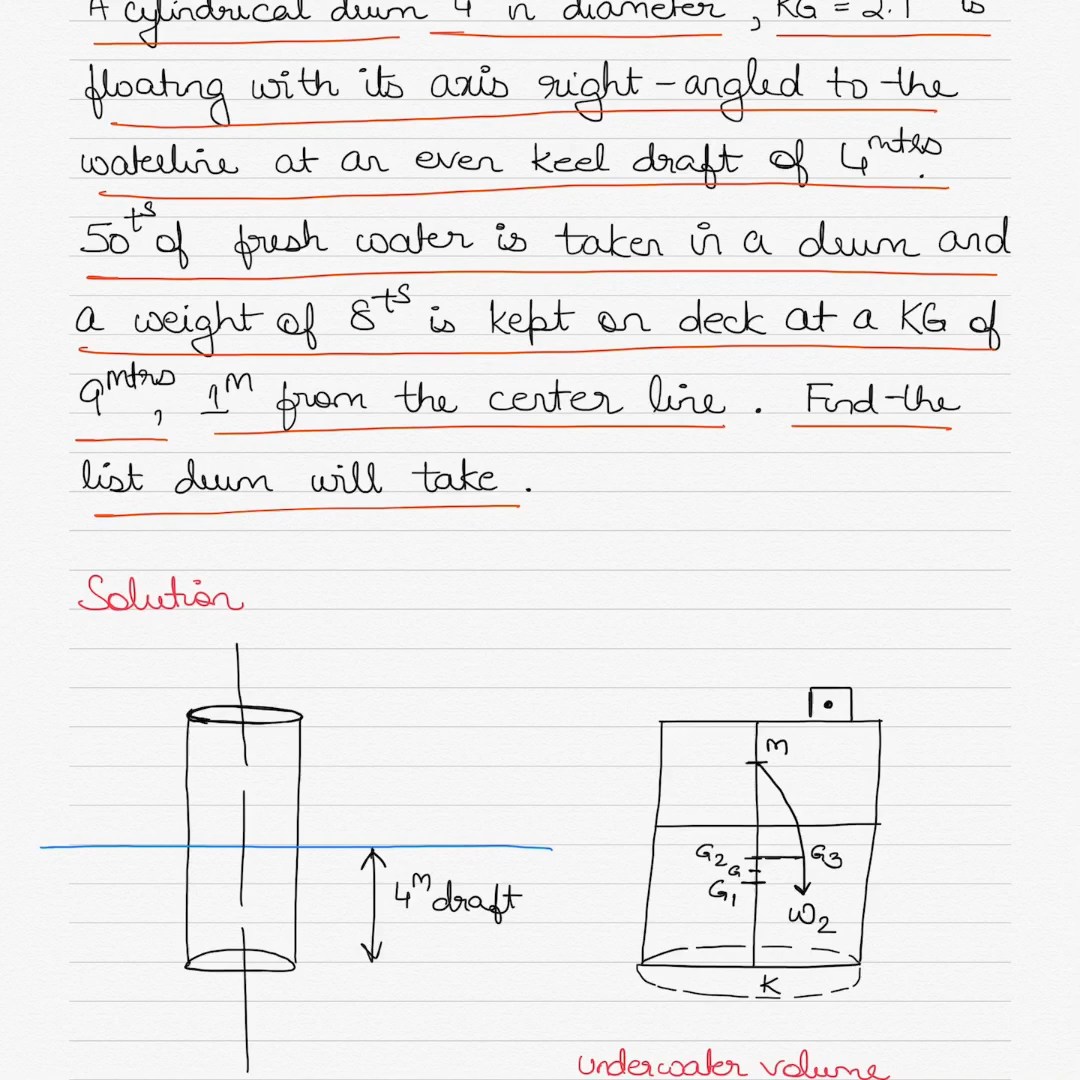 A cylindrical drum 4 m diameter, KG = 2.1 is
floating with its axis right-angled to the
waterline at an even keel draft of 4 mtrs.
50 ts of fresh water is taken in a drum and
a weight of 8 ts is kept on deck at a KG of
9 mtrs, 1 M from the center line. Find the
list drum will take.
Solution
M
G2
G
G1
G3
W2
4 M draft
K
underwater volume